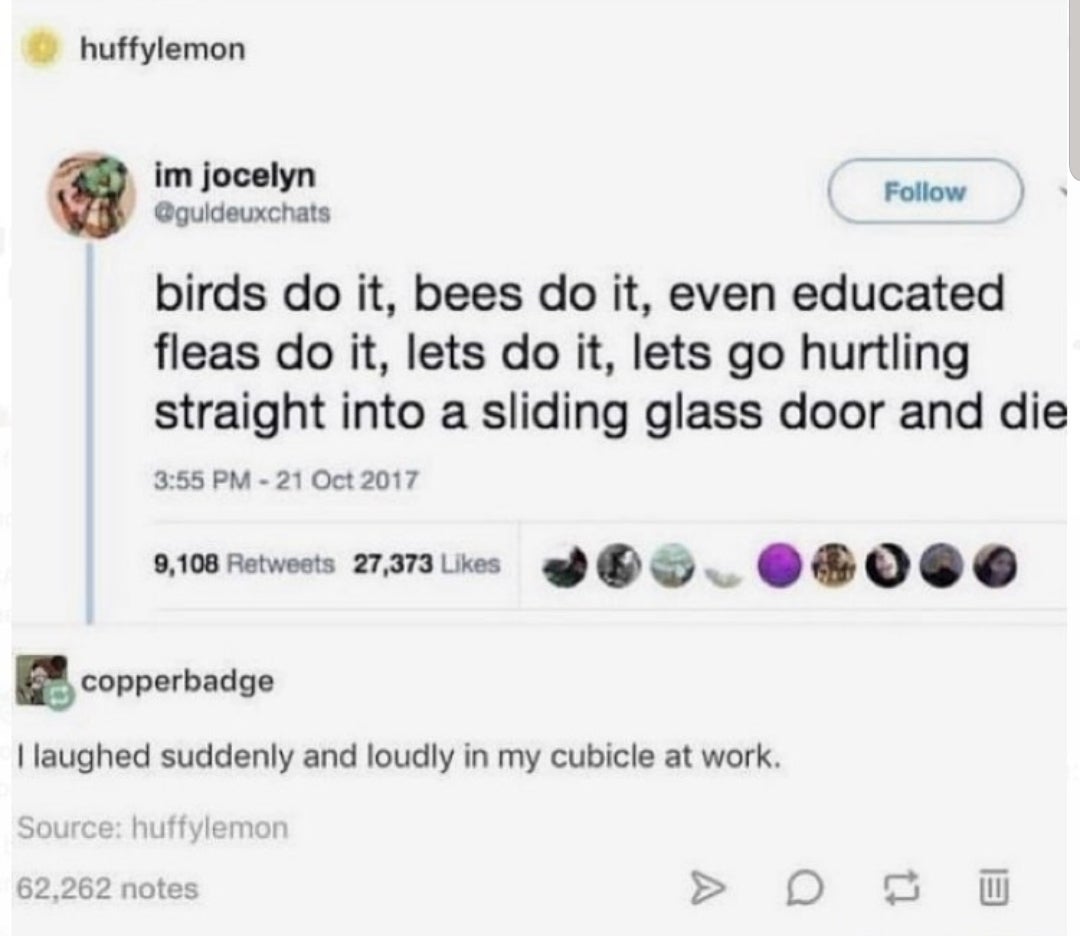 huffylemon
im jocelyn
@guldeuxchats
Follow
birds do it, bees do it, even educated
fleas do it, lets do it, lets go hurtling
straight into a sliding glass door and die
3:55 PM - 21 Oct 2017
9,108 Retweets 27,373 Likes
copperbadge
I laughed suddenly and loudly in my cubicle at work.
Source: huffylemon
62,262 notes